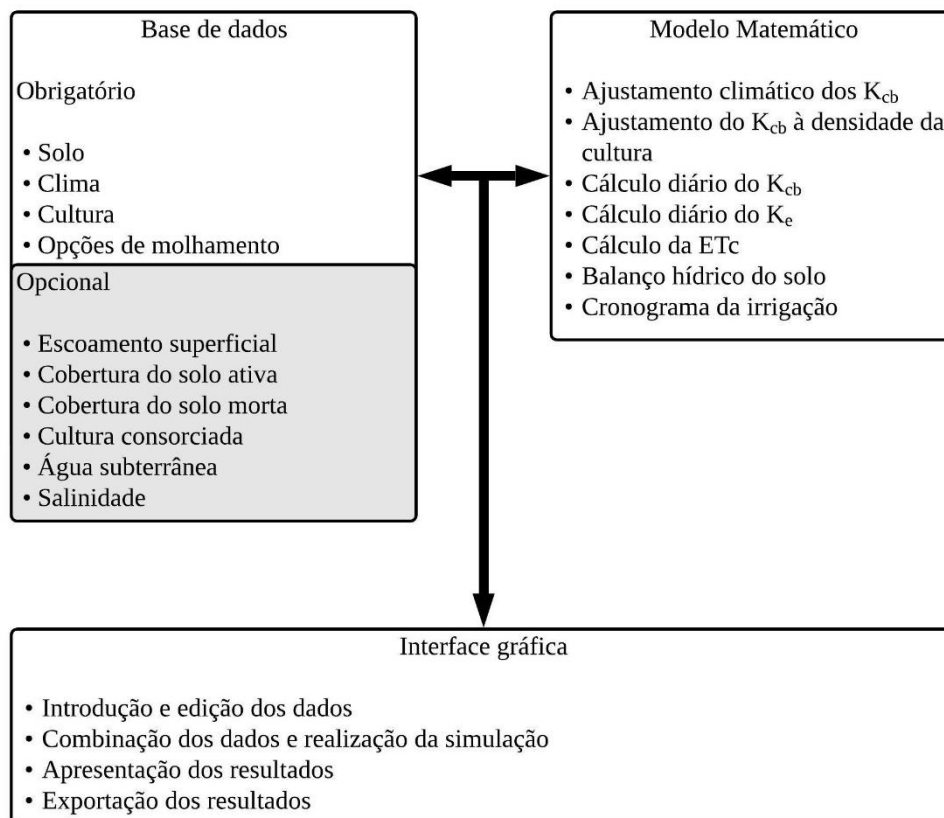 Base de dados
Obrigatório
• Solo
• Clima
• Cultura
• Opções de molhamento
Opcional
• Escoamento superficial
• Cobertura do solo ativa
• Cobertura do solo morta
• Cultura consorciada
• Água subterrânea
• Salinidade
Modelo Matemático
• Ajustamento climático dos Kcb
• Ajustamento do Kcb à densidade da
cultura
• Cálculo diário do Kcb
• Cálculo diário do Ke
• Cálculo da ETc
• Balanço hídrico do solo
• Cronograma da irrigação
Interface gráfica
• Introdução e edição dos dados
• Combinação dos dados e realização da simulação
• Apresentação dos resultados
• Exportação dos resultados